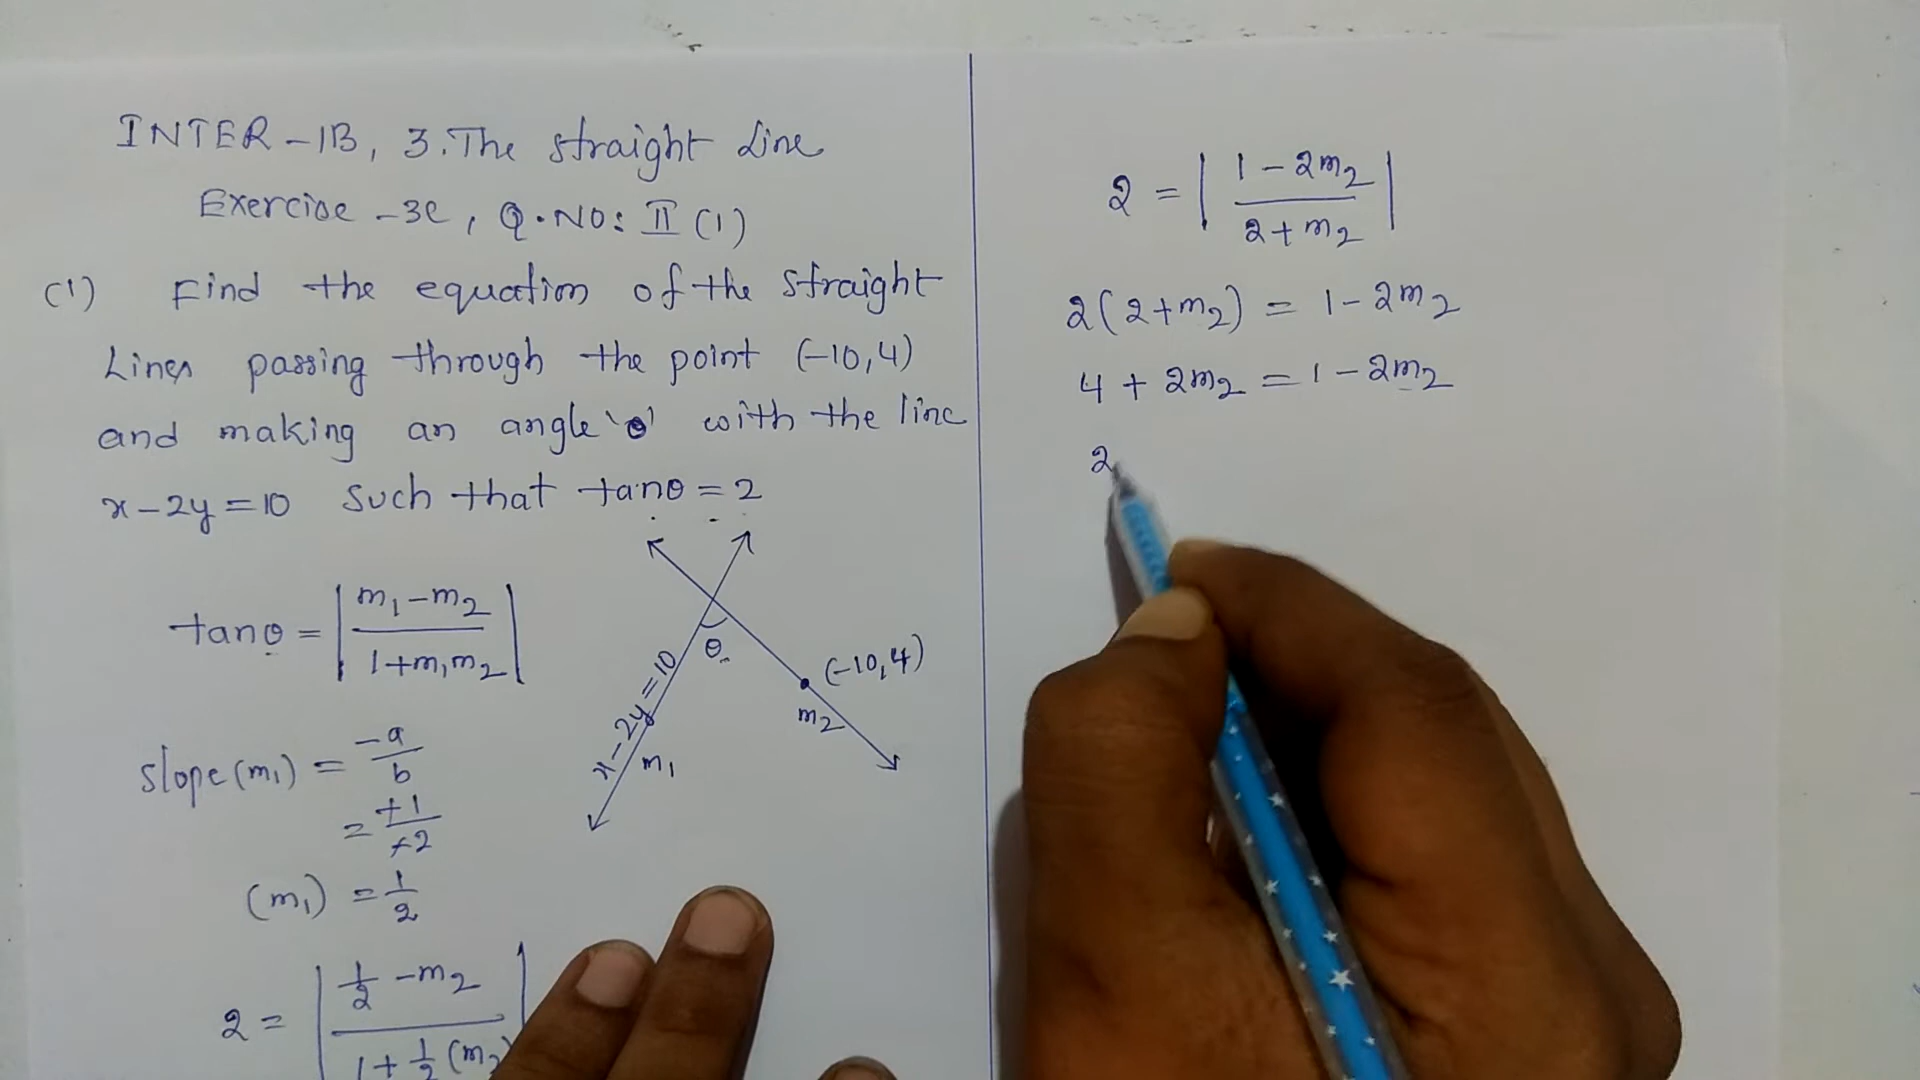 INTER-1B, 3. The straight Line
Exercise -3C, Q.NO: II (1)
(1) Find the equation of the straight
Lines passing through the point (-10,4)
and making an angle 'θ' with the line
x-2y=10 such that tanθ=2
tanθ = | m₁-m₂ / 1+m₁m₂ |
slope(m₁) = -a/b
= +1/+2
(m₁) = 1/2
2 = | 1/2 -m₂ / 1+1/2(m₂
x-2y=10
m₁
θ
(-10,4)
m₂
2 = | 1-2m₂ / 2+m₂ |
2(2+m₂) = 1-2m₂
4+2m₂ = 1-2m₂
2